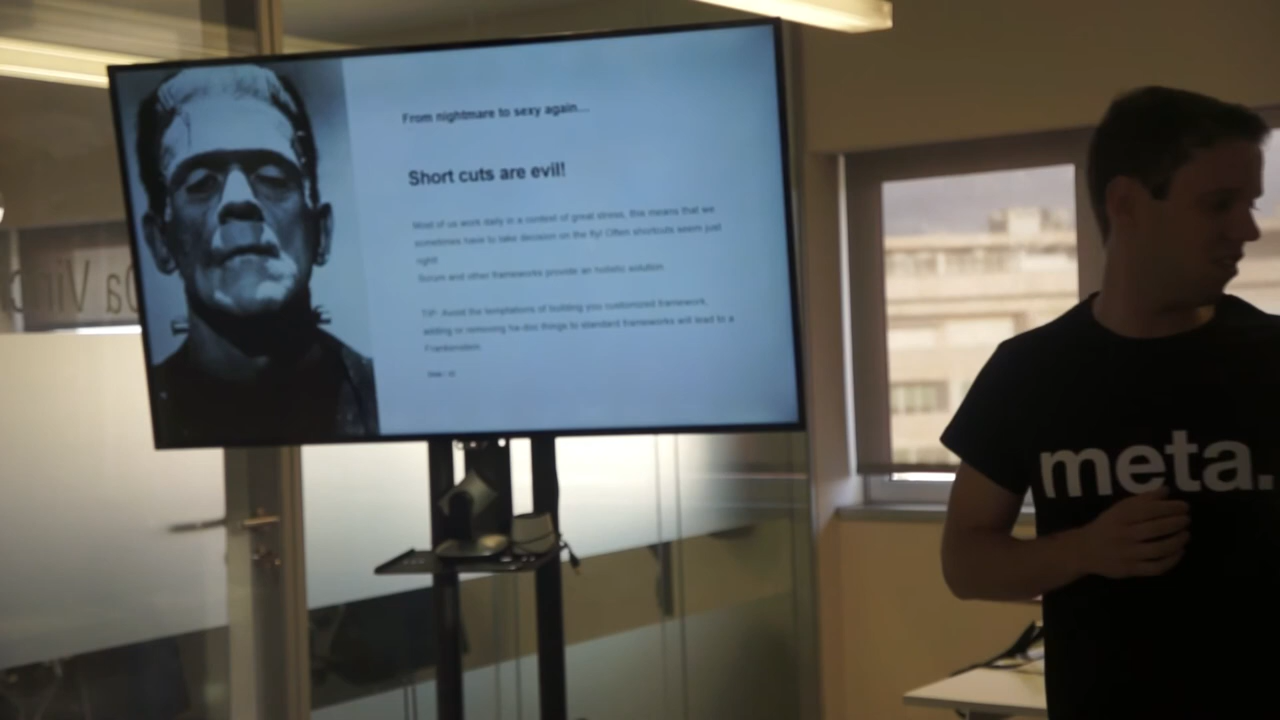 From nightmare to sexy again...
Short cuts are evil!
Most of us work daily in a context of great stress, this means that we
sometimes have to take decision on the fly! Often shortcuts seem just
right!
Scrum and other frameworks provide an holistic solution.
TIP: Avoid the temptations of building you customized framework,
adding or removing ha-doc things to standard frameworks will lead to a
Frankenstein.
meta.